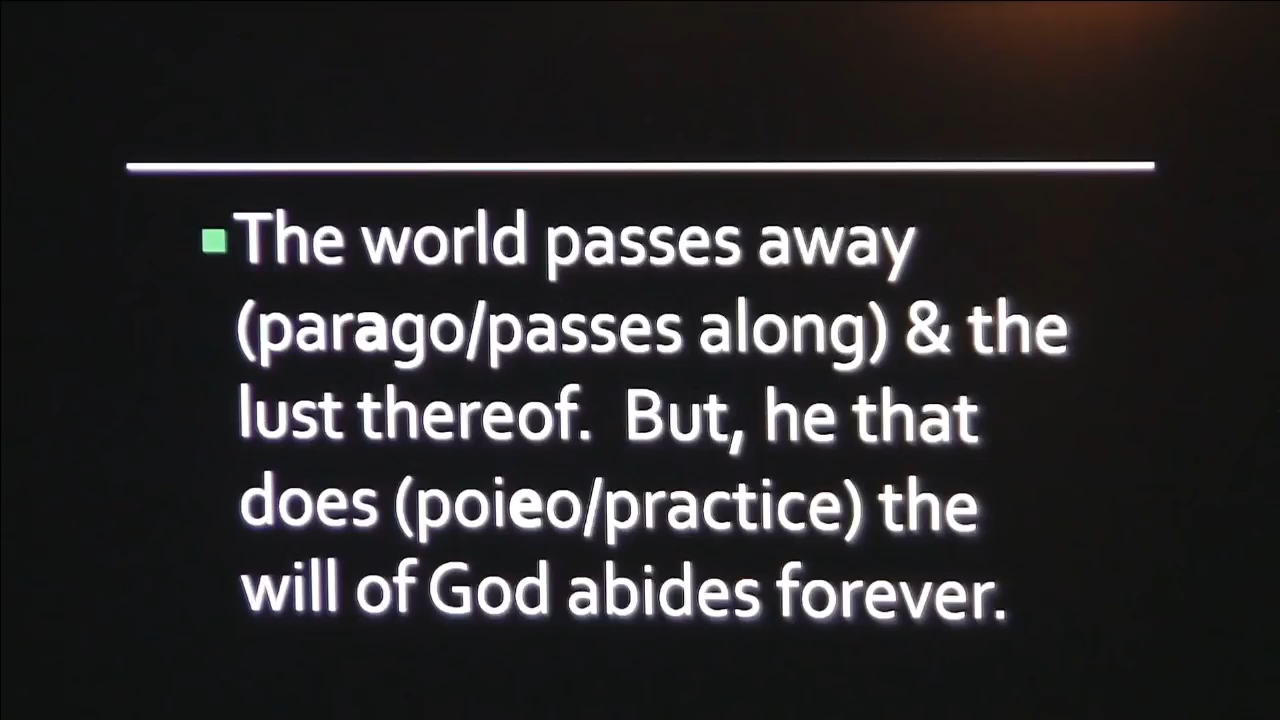 The world passes away
(parago/passes along) & the
lust thereof.  But, he that
does (poieo/practice) the
will of God abides forever.